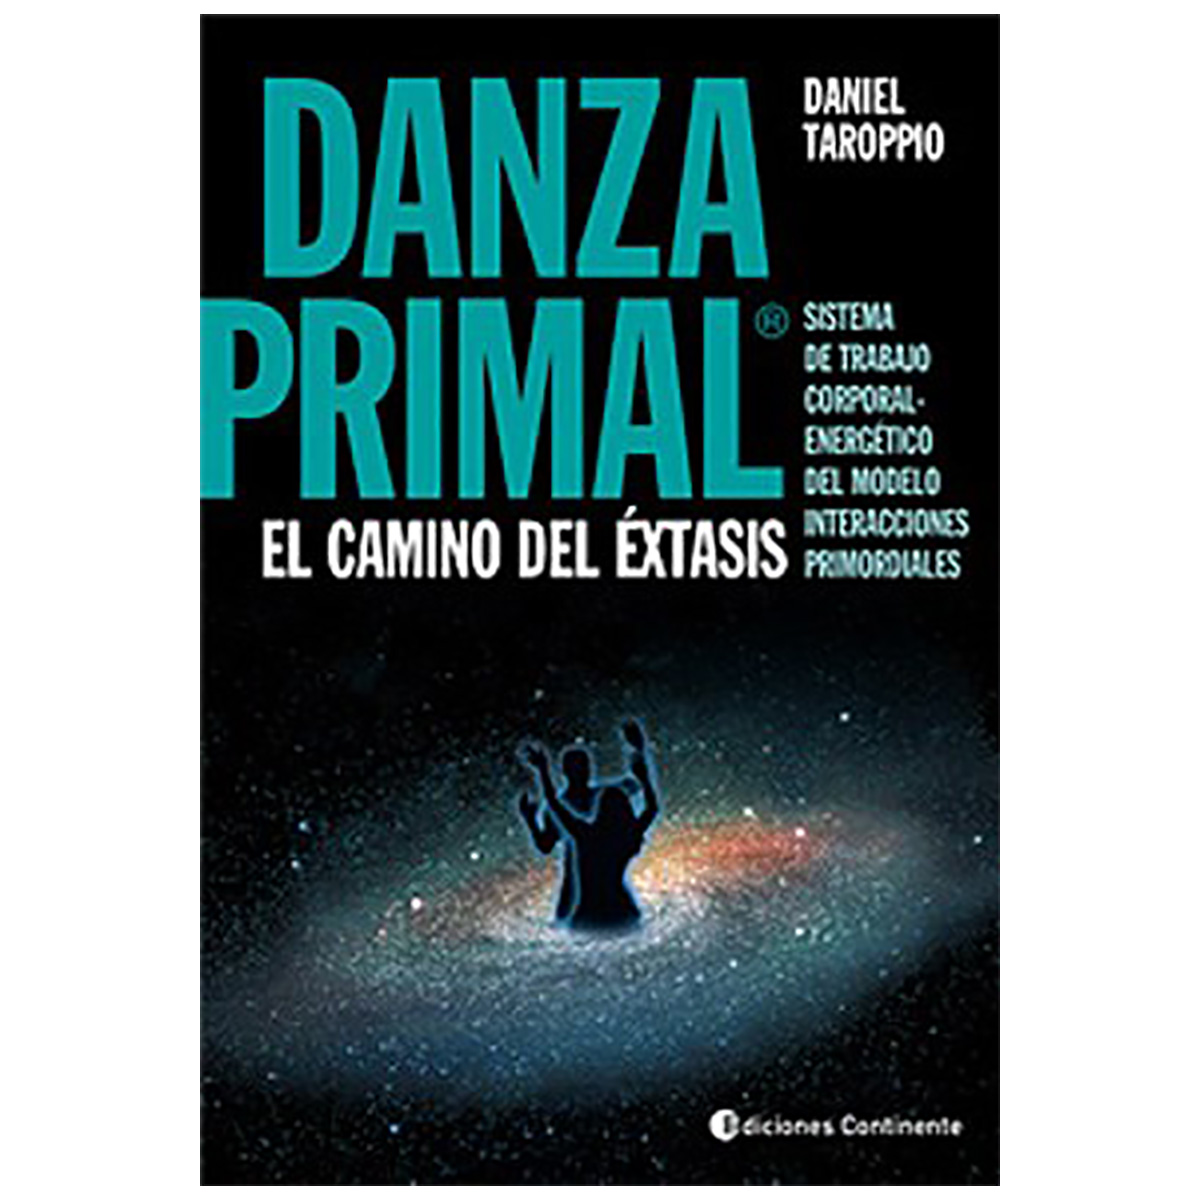 DANZA
PRIMAL®
EL CAMINO DEL ÉXTASIS
DANIEL
TAROPPIO
SISTEMA
DE TRABAJO
CORPORAL-
ENERGÉTICO
DEL MODELO
INTERACCIONES
PRIMORDIALES
Ediciones Continente